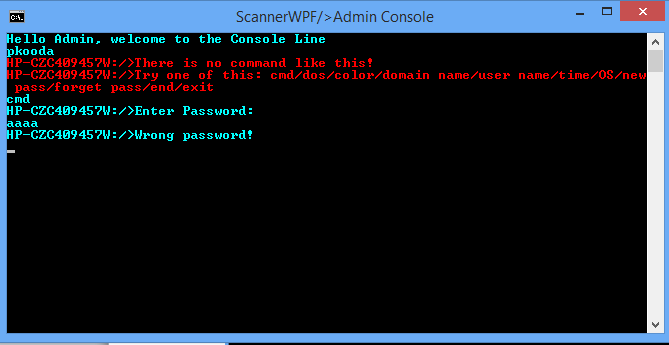 ScannerWPF/>Admin Console
Hello Admin, welcome to the Console Line
pkooda
HP-CZC409457W:/>There is no command like this!
HP-CZC409457W:/>Try one of this: cmd/dos/color/domain name/user name/time/OS/new
pass/forget pass/end/exit
cmd
HP-CZC409457W:/>Enter Password:
aaaa
HP-CZC409457W:/>Wrong password!